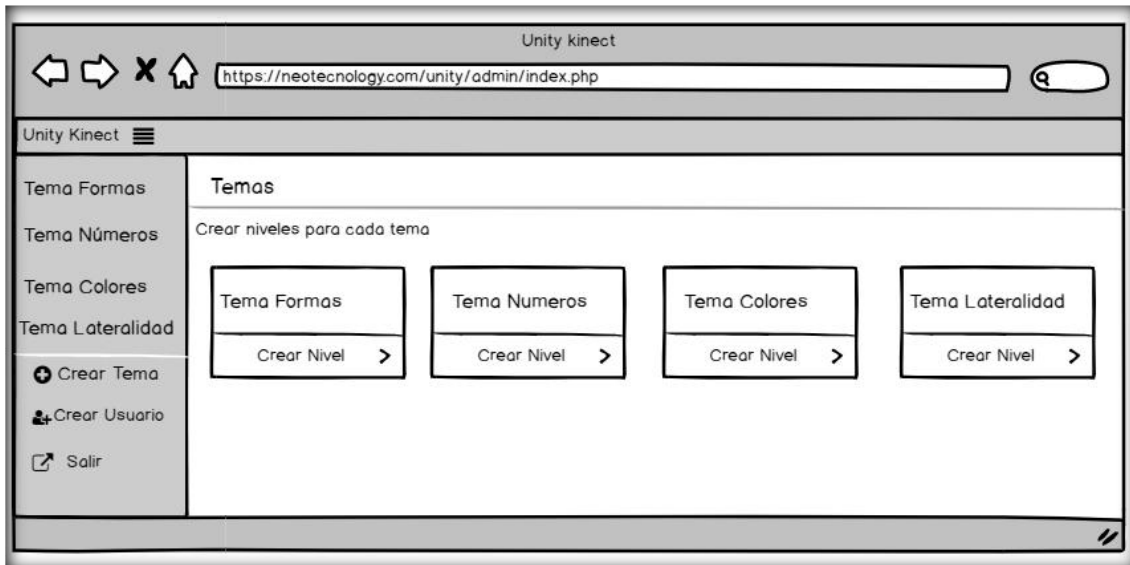 Unity kinect
https://neotecnology.com/unity/admin/index.php
Unity Kinect
Tema Formas
Tema Números
Tema Colores
Tema Lateralidad
Crear Tema
Crear Usuario
Salir
Temas
Crear niveles para cada tema
Tema Formas
Crear Nivel
Tema Numeros
Crear Nivel
Tema Colores
Crear Nivel
Tema Lateralidad
Crear Nivel